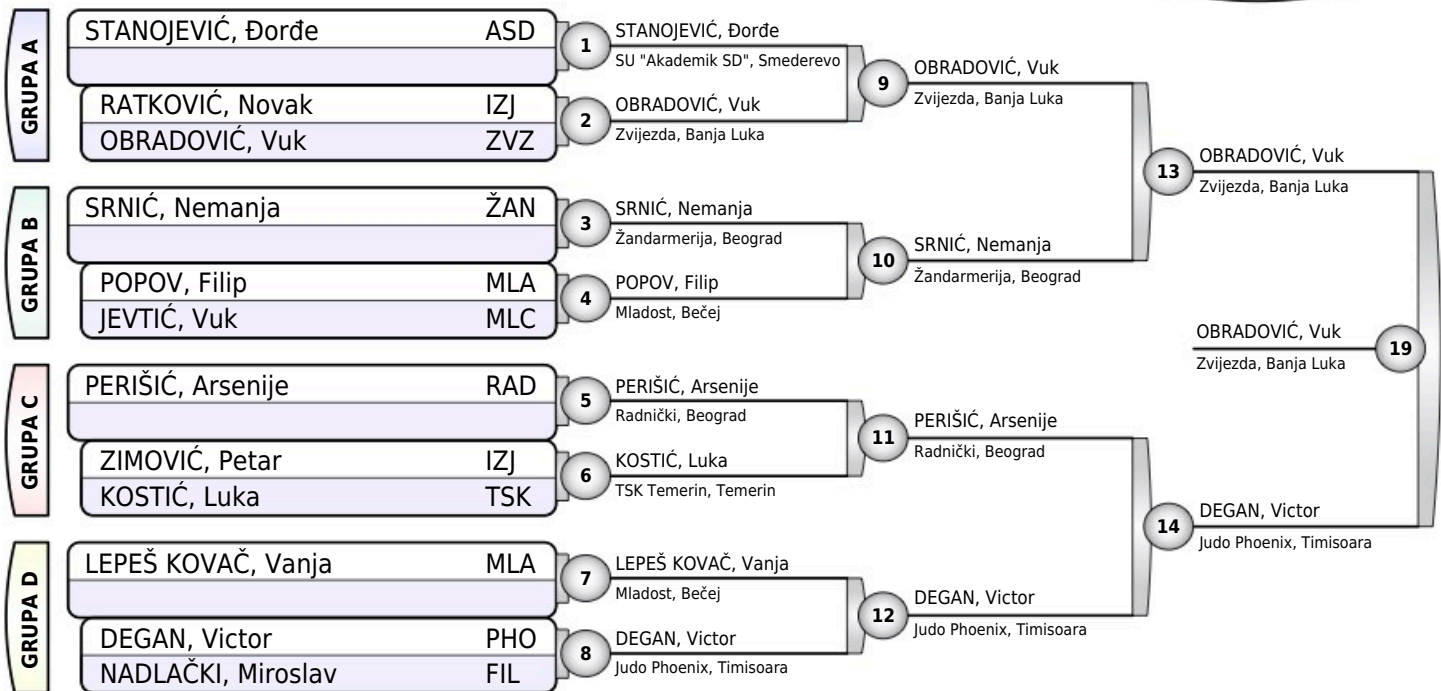 GRUPA A
STANOJEVIĆ, Đorđe ASD
RATKOVIĆ, Novak IZJ
OBRADOVIĆ, Vuk ZVZ
GRUPA B
SRNIĆ, Nemanja ŽAN
POPOV, Filip MLA
JEVTIĆ, Vuk MLC
GRUPA C
PERIŠIĆ, Arsenije RAD
ZIMOVIĆ, Petar IZJ
KOSTIĆ, Luka TSK
GRUPA D
LEPEŠ KOVAČ, Vanja MLA
DEGAN, Victor PHO
NADLAČKI, Miroslav FIL
1
STANOJEVIĆ, Đorđe
SU "Akademik SD", Smederevo
2
OBRADOVIĆ, Vuk
Zvijezda, Banja Luka
3
SRNIĆ, Nemanja
Žandarmerija, Beograd
4
POPOV, Filip
Mladost, Bečej
5
PERIŠIĆ, Arsenije
Radnički, Beograd
6
KOSTIĆ, Luka
TSK Temerin, Temerin
7
LEPEŠ KOVAČ, Vanja
Mladost, Bečej
8
DEGAN, Victor
Judo Phoenix, Timisoara
9
OBRADOVIĆ, Vuk
Zvijezda, Banja Luka
10
SRNIĆ, Nemanja
Žandarmerija, Beograd
11
PERIŠIĆ, Arsenije
Radnički, Beograd
12
DEGAN, Victor
Judo Phoenix, Timisoara
13
OBRADOVIĆ, Vuk
Zvijezda, Banja Luka
14
DEGAN, Victor
Judo Phoenix, Timisoara
OBRADOVIĆ, Vuk
Zvijezda, Banja Luka
19